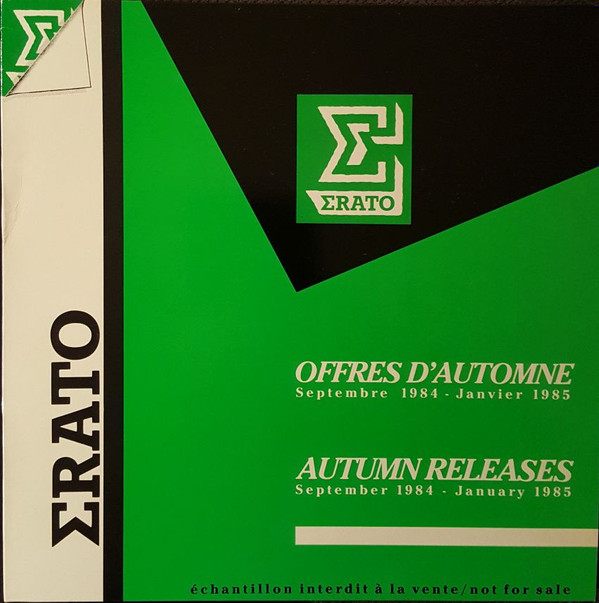 ΣRATO
ΣRATO
OFFRES D'AUTOMNE
Septembre 1984 - Janvier 1985
AUTUMN RELEASES
September 1984 - January 1985
échantillon interdit à la vente/not for sale